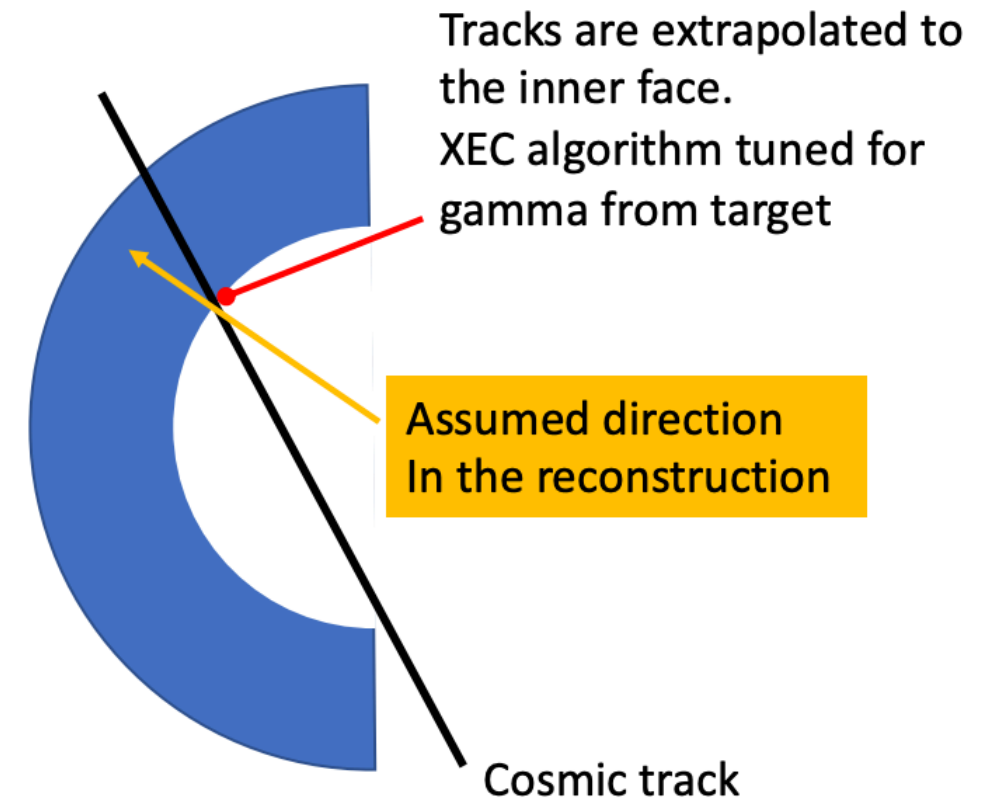 Tracks are extrapolated to
the inner face.
XEC algorithm tuned for
gamma from target
Assumed direction
In the reconstruction
Cosmic track